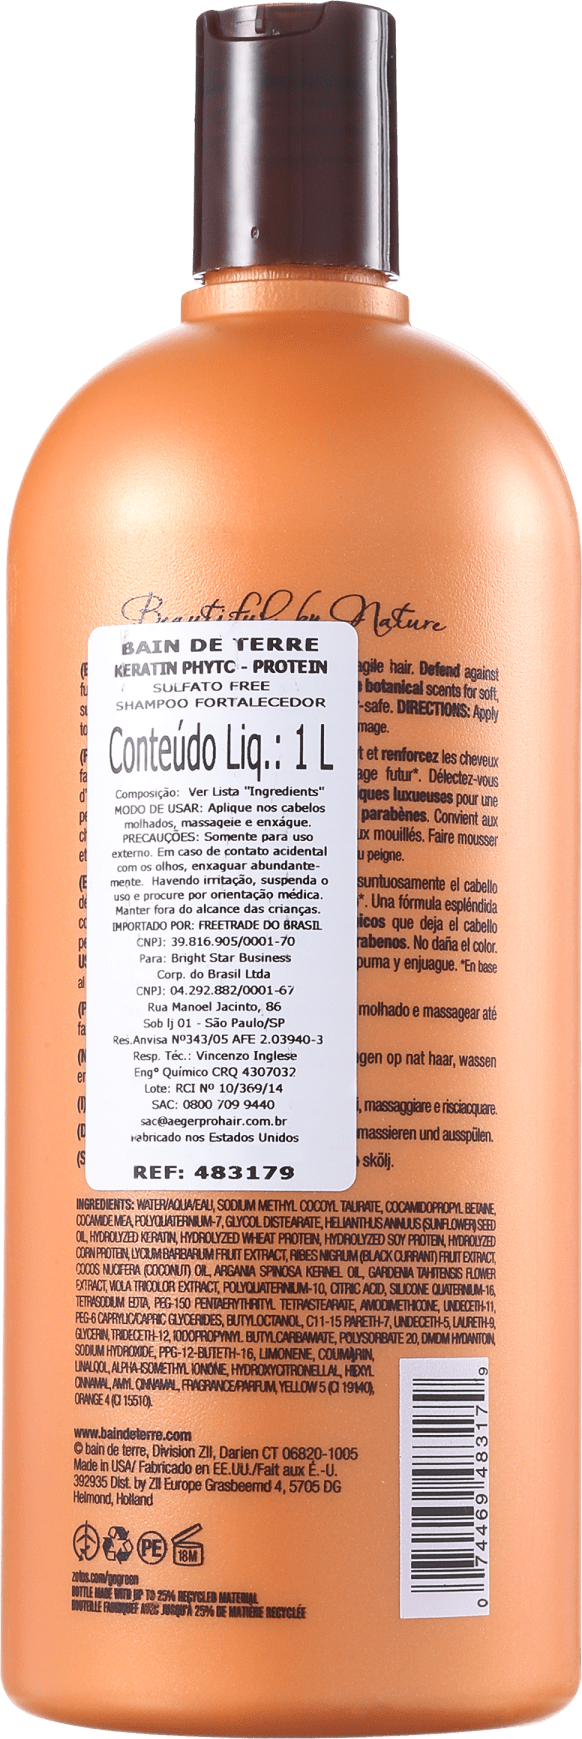 Beautiful by Nature
BAIN DE TERRE
KERATIN PHYTO - PROTEIN
SULFATO FREE
SHAMPOO FORTALECEDOR
Conteúdo Liq.: 1 L
Composição: Ver Lista "Ingredients"
MODO DE USAR: Aplique nos cabelos
molhados, massageie e enxágue.
PRECAUÇÕES: Somente para uso
externo. Em caso de contato acidental
com os olhos, enxaguar abundante-
mente. Havendo irritação, suspenda o
uso e procure por orientação médica.
Manter fora do alcance das crianças.
IMPORTADO POR: FREETRADE DO BRASIL
CNPJ: 39.816.905/0001-70
Para: Bright Star Business
Corp. do Brasil Ltda
CNPJ: 04.292.882/0001-67
Rua Manoel Jacinto, 86
Sob lj 01 - São Paulo/SP
Res.Anvisa Nº343/05 AFE 2.03940-3
Resp. Téc.: Vincenzo Inglese
Engº Químico CRQ 4307032
Lote: RCI Nº 10/369/14
SAC: 0800 709 9440
sac@aegerprohair.com.br
Fabricado nos Estados Unidos
REF: 483179
agile hair. Defend against
botanical scents for soft,
-safe. DIRECTIONS: Apply
mage.
t et renforcez les cheveux
age futur*. Délectez-vous
ques luxueuses pour une
parabènes. Convient aux
ux mouillés. Faire mousser
u peigne.
suntuosamente el cabello
*. Una fórmula espléndida
icos que deja el cabello
rabenos. No daña el color.
puma y enjuague. *En base
al
molhado e massagear até
ngen op nat haar, wassen
i, massaggiare e risciacquare.
massieren und ausspülen.
skölj.
INGREDIENTS: WATER/AQUA/EAU, SODIUM METHYL COCOYL TAURATE, COCAMIDOPROPYL BETAINE,
COCAMIDE MEA, POLYQUATERNIUM-7, GLYCOL DISTEARATE, HELIANTHUS ANNUUS (SUNFLOWER) SEED
OIL, HYDROLYZED KERATIN, HYDROLYZED WHEAT PROTEIN, HYDROLYZED SOY PROTEIN, HYDROLYZED
CORN PROTEIN, LYCIUM BARBARUM FRUIT EXTRACT, RIBES NIGRUM (BLACK CURRANT) FRUIT EXTRACT,
COCOS NUCIFERA (COCONUT) OIL, ARGANIA SPINOSA KERNEL OIL, GARDENIA TAHITENSIS FLOWER
EXTRACT, VIOLA TRICOLOR EXTRACT, POLYQUATERNIUM-10, CITRIC ACID, SILICONE QUATERNIUM-16,
TETRASODIUM EDTA, PEG-150 PENTAERYTHRITYL TETRASTEARATE, AMODIMETHICONE, UNDECETH-11,
PEG-6 CAPRYLIC/CAPRIC GLYCERIDES, BUTYLOCTANOL, C11-15 PARETH-7, UNDECETH-5, LAURETH-9,
GLYCERIN, TRIDECETH-12, IODOPROPYNYL BUTYLCARBAMATE, POLYSORBATE 20, DMDM HYDANTOIN,
SODIUM HYDROXIDE, PPG-12-BUTETH-16, LIMONENE, COUMARIN,
LINALOOL, ALPHA-ISOMETHYL IONONE, HYDROXYCITRONELLAL, HEXYL
CINNAMAL, AMYL CINNAMAL, FRAGRANCE/PARFUM, YELLOW 5 (CI 19140),
ORANGE 4 (CI 15510).
www.baindeterre.com
© bain de terre, Division ZII, Darien CT 06820-1005
Made in USA/ Fabricado en EE.UU./Fait aux É.-U.
392935 Dist. by ZII Europe Grasbeemd 4, 5705 DG
Helmond, Holland
PE
18M
zotos.com/gogreen
BOTTLE MADE WITH UP TO 25% RECYCLED MATERIAL
BOUTEILLE FABRIQUÉE AVEC JUSQU'À 25% DE MATIÈRE RECYCLÉE
0 74469 48317 9